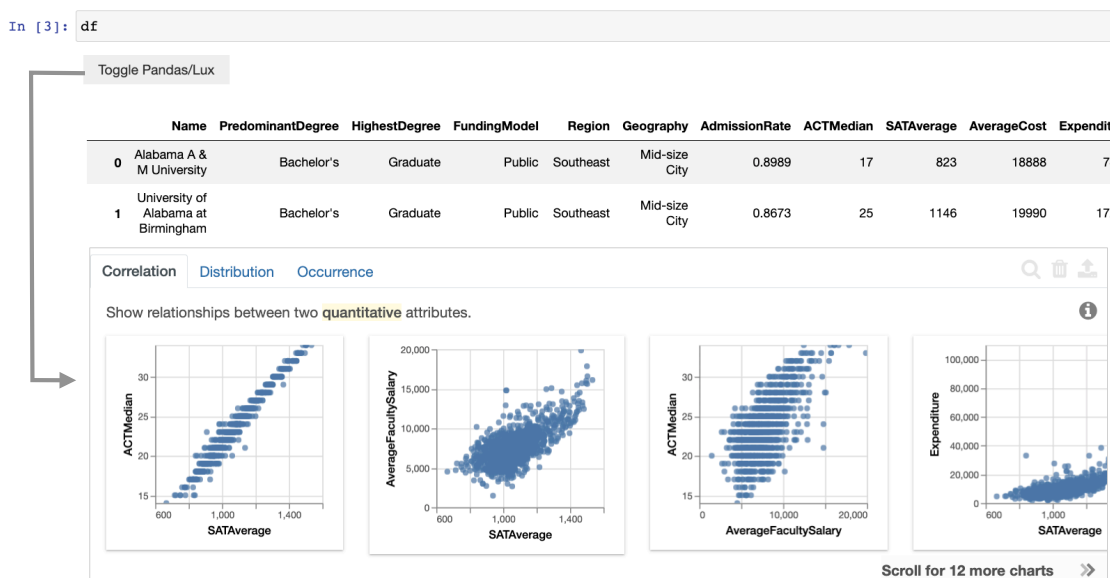 In [3]: df
Toggle Pandas/Lux
Name PredominantDegree HighestDegree FundingModel Region Geography AdmissionRate ACTMedian SATAverage AverageCost Expendit
0 Alabama A & M University Bachelor's Graduate Public Southeast Mid-size City 0.8989 17 823 18888 7
1 University of Alabama at Birmingham Bachelor's Graduate Public Southeast Mid-size City 0.8673 25 1146 19990 17
Correlation Distribution Occurrence
Show relationships between two quantitative attributes.
ACTMedian
30
25
20
15
600 1,000 1,400
SATAverage
AverageFacultySalary
20,000
15,000
10,000
5,000
0
600 1,000 1,400
SATAverage
ACTMedian
30
25
20
15
0 10,000 20,000
AverageFacultySalary
Expenditure
100,000
80,000
60,000
40,000
20,000
0
600 1,000
SATAverage
Scroll for 12 more charts